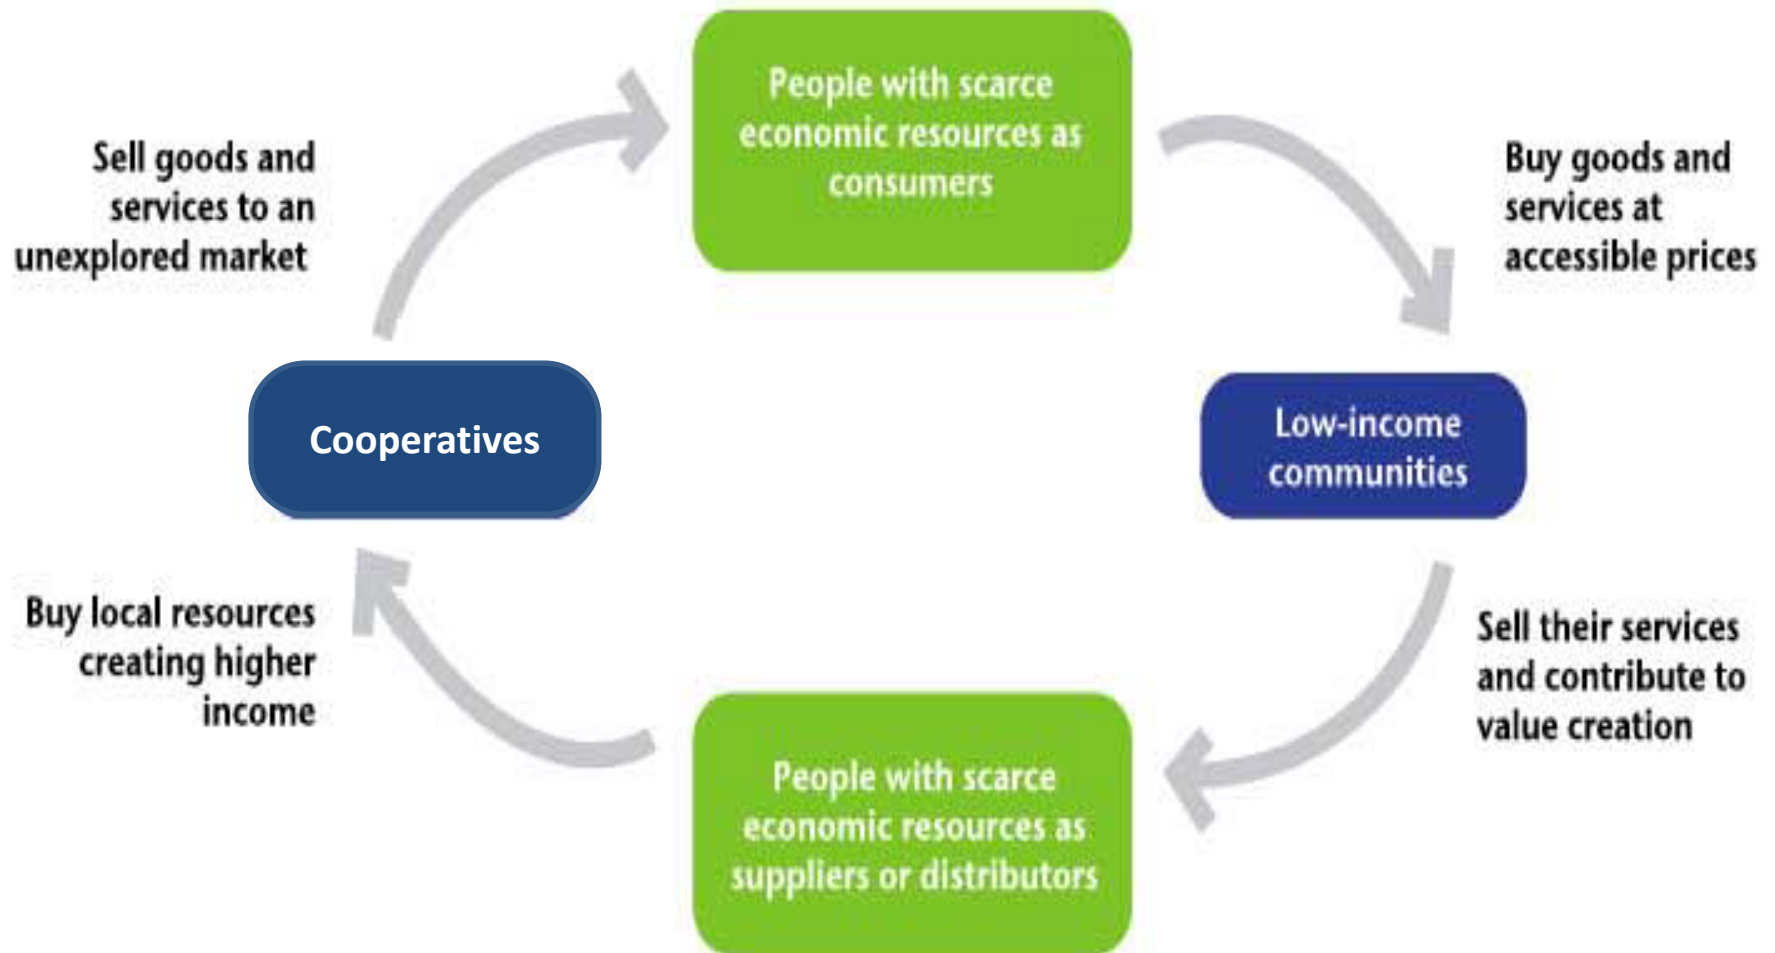 People with scarce
economic resources as
consumers
Sell goods and
services to an
unexplored market
Buy goods and
services at
accessible prices
Cooperatives
Low-income
communities
Buy local resources
creating higher
income
Sell their services
and contribute to
value creation
People with scarce
economic resources as
suppliers or distributors